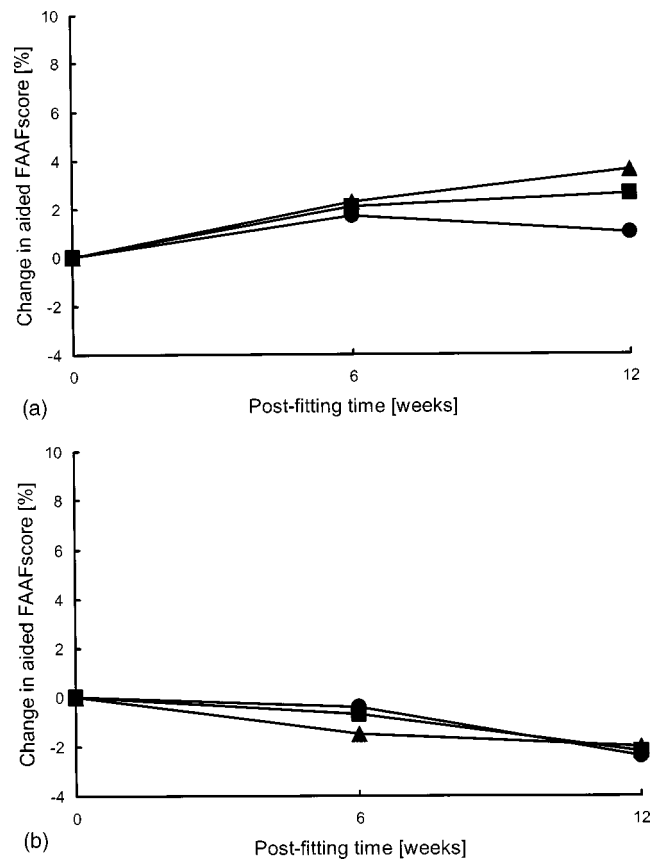 10
8
6
4
2
0
-2
-4
Change in aided FAAFscore [%]
0 6 12
(a) Post-fitting time [weeks]
10
8
6
4
2
0
-2
-4
Change in aided FAAFscore [%]
0 6 12
(b) Post-fitting time [weeks]